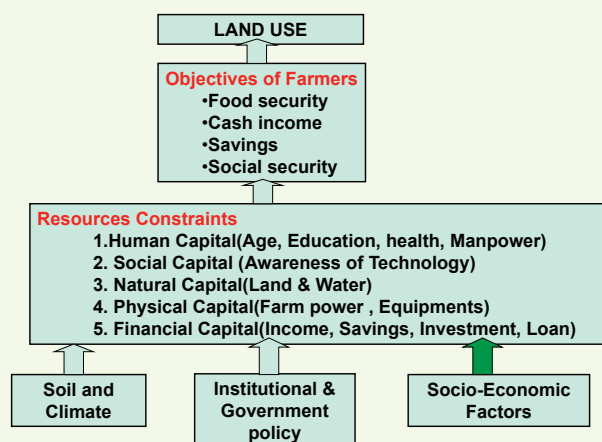 LAND USE
Objectives of Farmers
•Food security
•Cash income
•Savings
•Social security
Resources Constraints
1.Human Capital(Age, Education, health, Manpower)
2. Social Capital (Awareness of Technology)
3. Natural Capital(Land & Water)
4. Physical Capital(Farm power , Equipments)
5. Financial Capital(Income, Savings, Investment, Loan)
Soil and
Climate
Institutional &
Government
policy
Socio-Economic
Factors